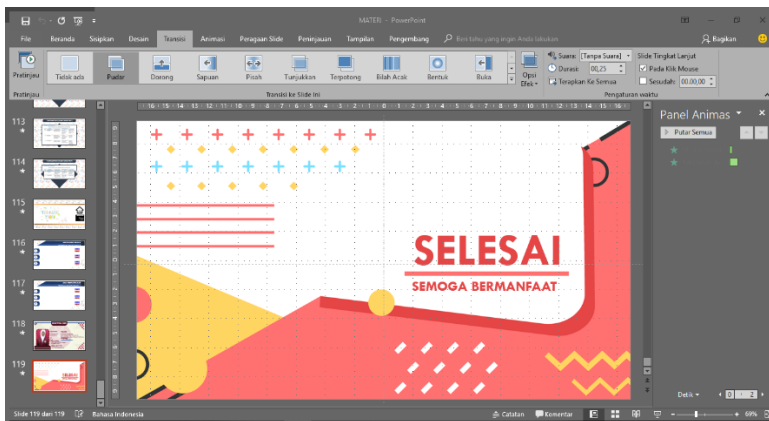 MATERI - PowerPoint
File Beranda Sisipkan Desain Transisi Animasi Peragaan Slide Peninjauan Tampilan Pengembang Beri tahu yang ingin Anda lakukan Bagikan
Pratinjau
Tidak ada Pudar Dorong Sapuan Pisah Tunjukkan Terpotong Bilah Acak Bentuk Buka
Opsi Efek
Suara: [Tanpa Suara]
Durasi: 00,25
Terapkan Ke Semua
Slide Tingkat Lanjut
Pada Klik Mouse
Sesudah: 00.00,00
Pratinjau Transisi ke Slide Ini Pengaturan waktu
113
114
115
116
117
118
119
SELESAI
SEMOGA BERMANFAAT
Panel Animas
Putar Semua
Detik 0 2
Slide 119 dari 119 Bahasa Indonesia Catatan Komentar 69%